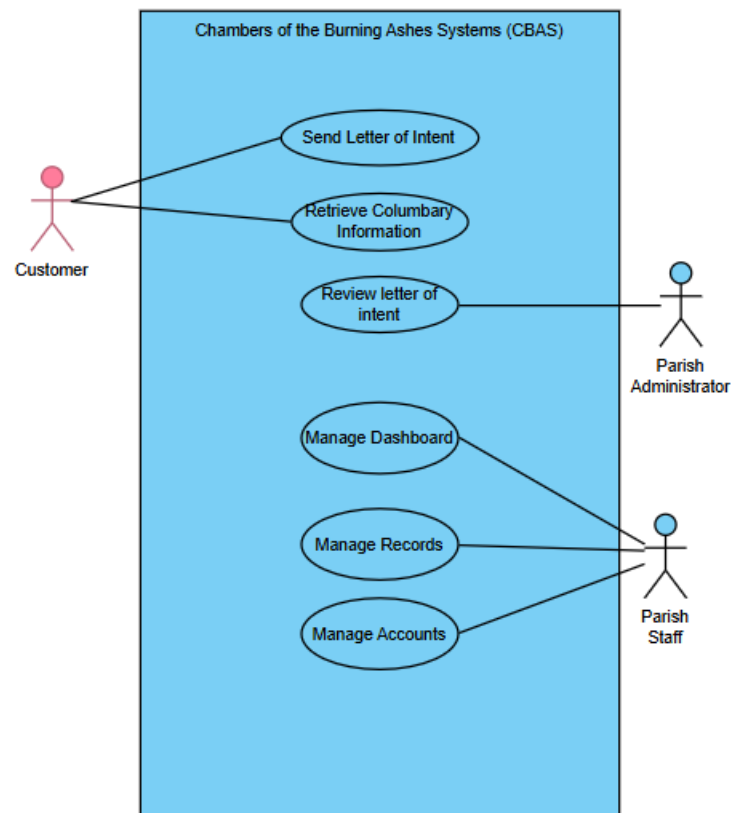 Chambers of the Burning Ashes Systems (CBAS)
Send Letter of Intent
Retrieve Columbary
Information
Customer
Review letter of
intent
Parish
Administrator
Manage Dashboard
Manage Records
Parish
Staff
Manage Accounts